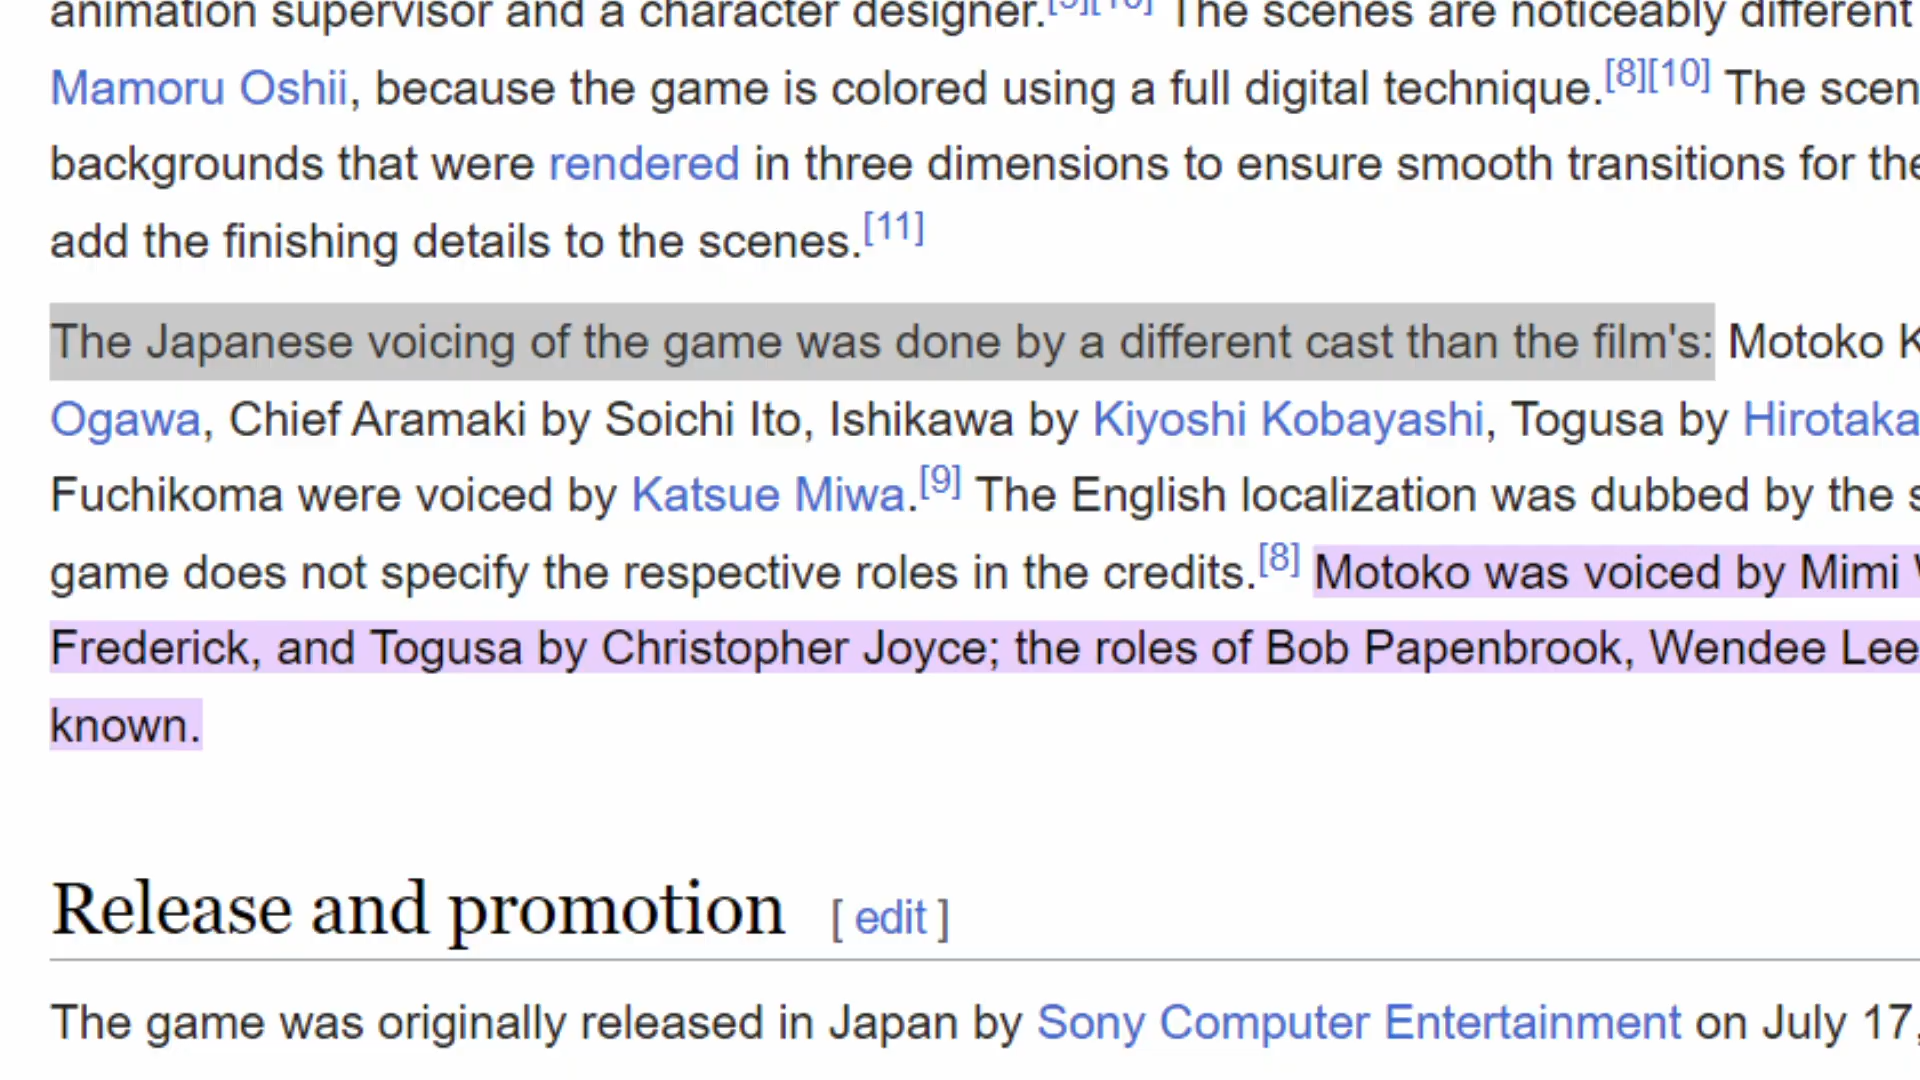 animation supervisor and a character designer.[9][10] The scenes are noticeably different
Mamoru Oshii, because the game is colored using a full digital technique.[8][10] The scen
backgrounds that were rendered in three dimensions to ensure smooth transitions for the
add the finishing details to the scenes.[11]
The Japanese voicing of the game was done by a different cast than the film's: Motoko K
Ogawa, Chief Aramaki by Soichi Ito, Ishikawa by Kiyoshi Kobayashi, Togusa by Hirotaka
Fuchikoma were voiced by Katsue Miwa.[9] The English localization was dubbed by the s
game does not specify the respective roles in the credits.[8] Motoko was voiced by Mimi
Frederick, and Togusa by Christopher Joyce; the roles of Bob Papenbrook, Wendee Lee
known.
Release and promotion [ edit ]
The game was originally released in Japan by Sony Computer Entertainment on July 17,